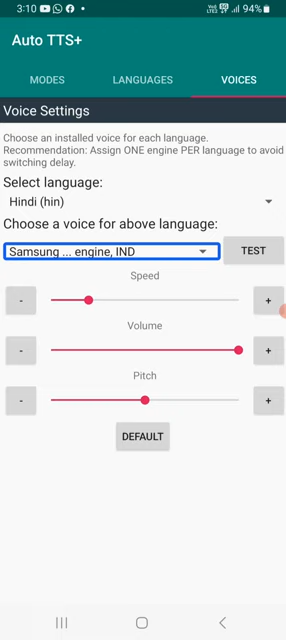 3:10
94%
Auto TTS+
MODES LANGUAGES VOICES
Voice Settings
Choose an installed voice for each language.
Recommendation: Assign ONE engine PER language to avoid
switching delay.
Select language:
Hindi (hin)
Choose a voice for above language:
Samsung ... engine, IND
TEST
Speed
- +
Volume
- +
Pitch
- +
DEFAULT